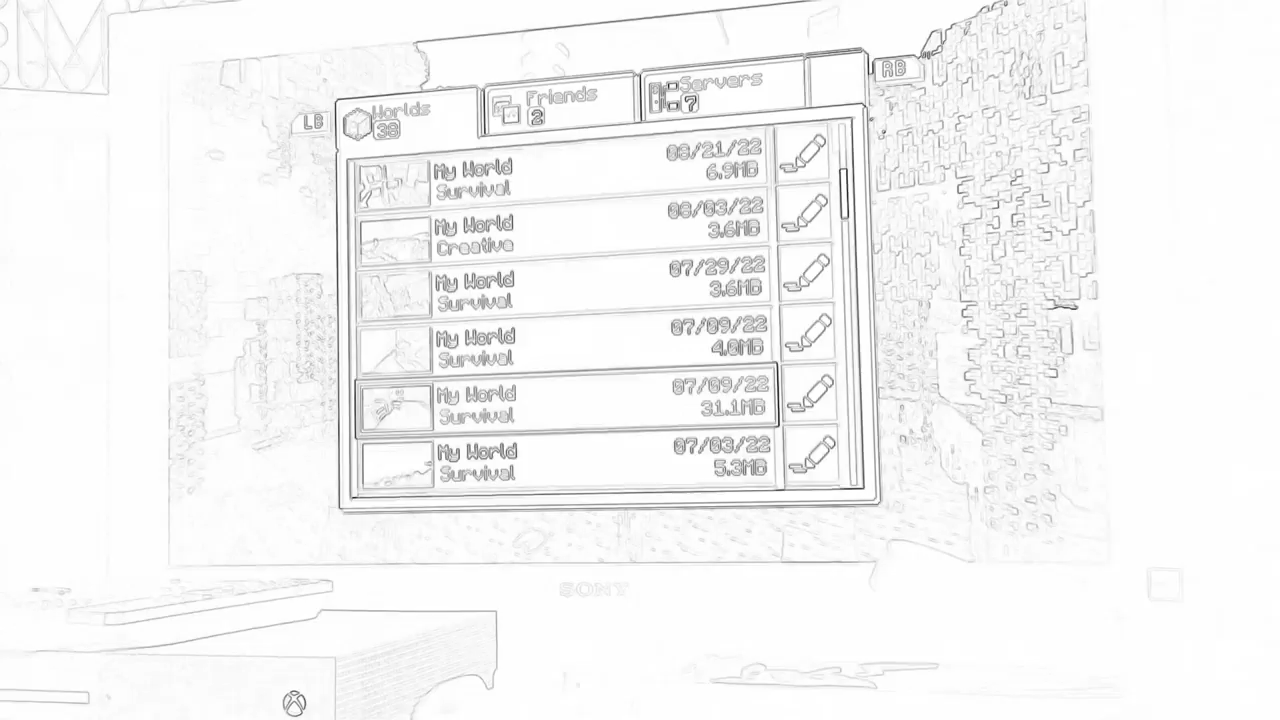 LB
Worlds
38
Friends
2
Servers
7
RB
My World
Survival
08/21/22
6.9MB
My World
Creative
08/03/22
3.6MB
My World
Survival
07/29/22
3.6MB
My World
Survival
07/09/22
4.0MB
My World
Survival
07/09/22
31.1MB
My World
Survival
07/03/22
5.3MB
SONY